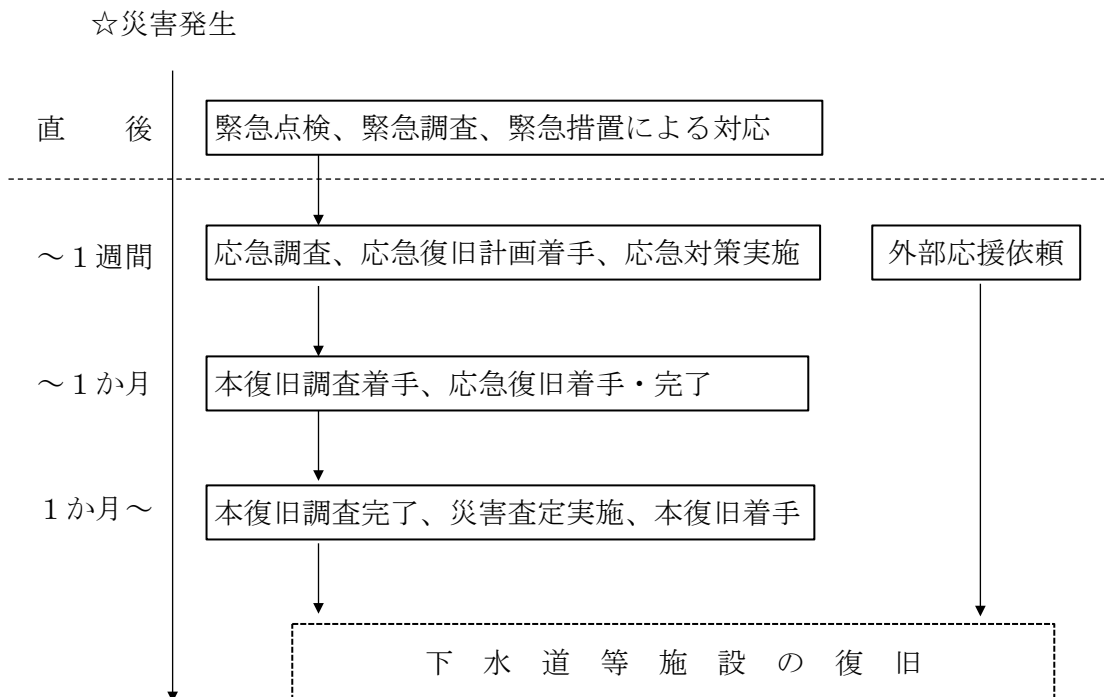 ☆災害発生
直　後
緊急点検、緊急調査、緊急措置による対応
～１週間
応急調査、応急復旧計画着手、応急対策実施
外部応援依頼
～１か月
本復旧調査着手、応急復旧着手・完了
１か月～
本復旧調査完了、災害査定実施、本復旧着手
下水道等施設の復旧